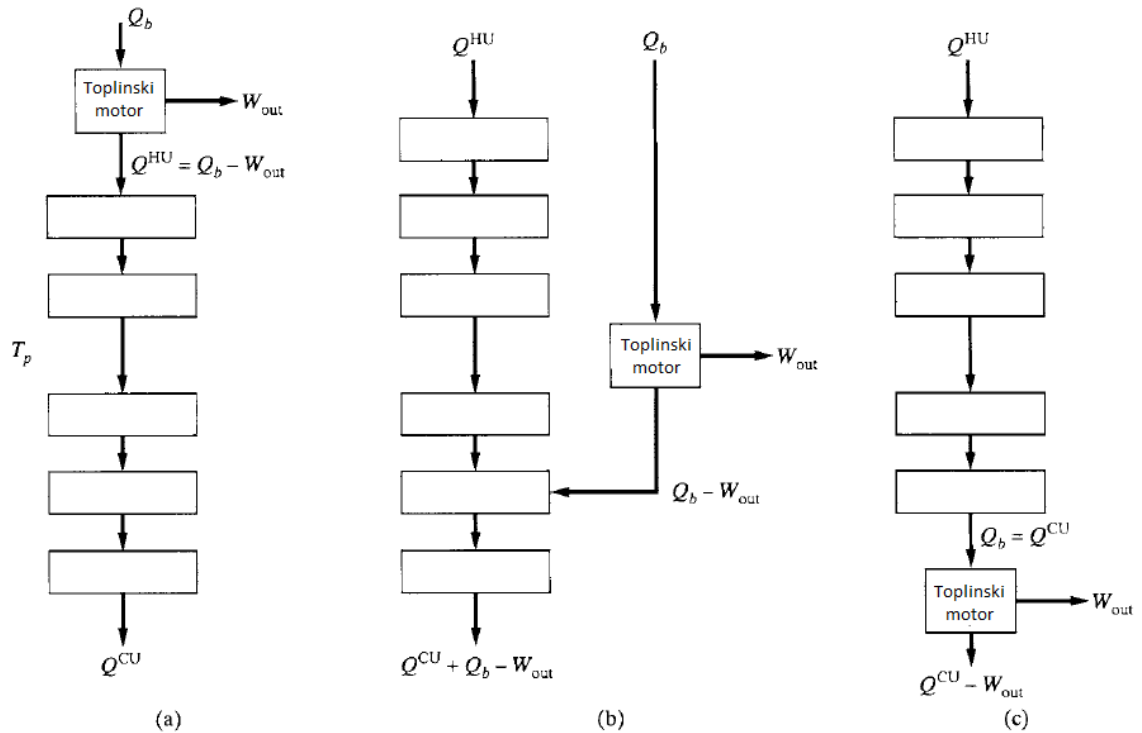 Q_b
Toplinski
motor
W_out
Q^HU = Q_b – W_out
T_p
Q^CU
(a)
Q^HU
Q_b
Toplinski
motor
W_out
Q_b – W_out
Q^CU + Q_b – W_out
(b)
Q^HU
Q_b = Q^CU
Toplinski
motor
W_out
Q^CU – W_out
(c)